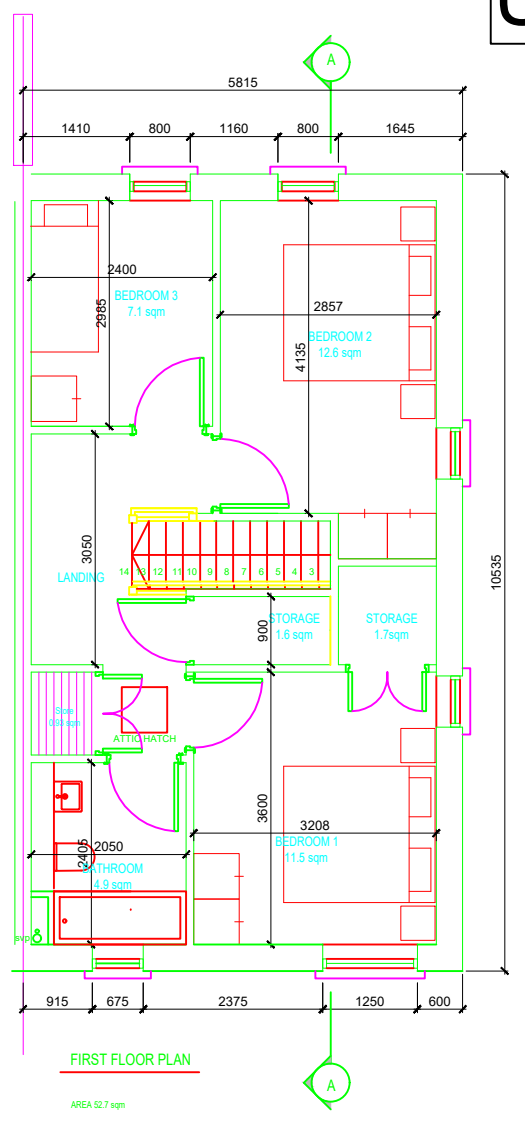 A
5815
1410
800
1160
800
1645
2400
BEDROOM 3
7.1 sqm
2985
2857
BEDROOM 2
12.6 sqm
4135
10535
3050
LANDING
14 13 12 11 10 9 8 7 6 5 4 3
STORAGE
1.6 sqm
900
STORAGE
1.7sqm
Store
ATTIC HATCH
3600
3208
BEDROOM 1
11.5 sqm
2405
2050
BATHROOM
4.9 sqm
svp
915
675
2375
1250
600
FIRST FLOOR PLAN
A
AREA 52.7 sqm